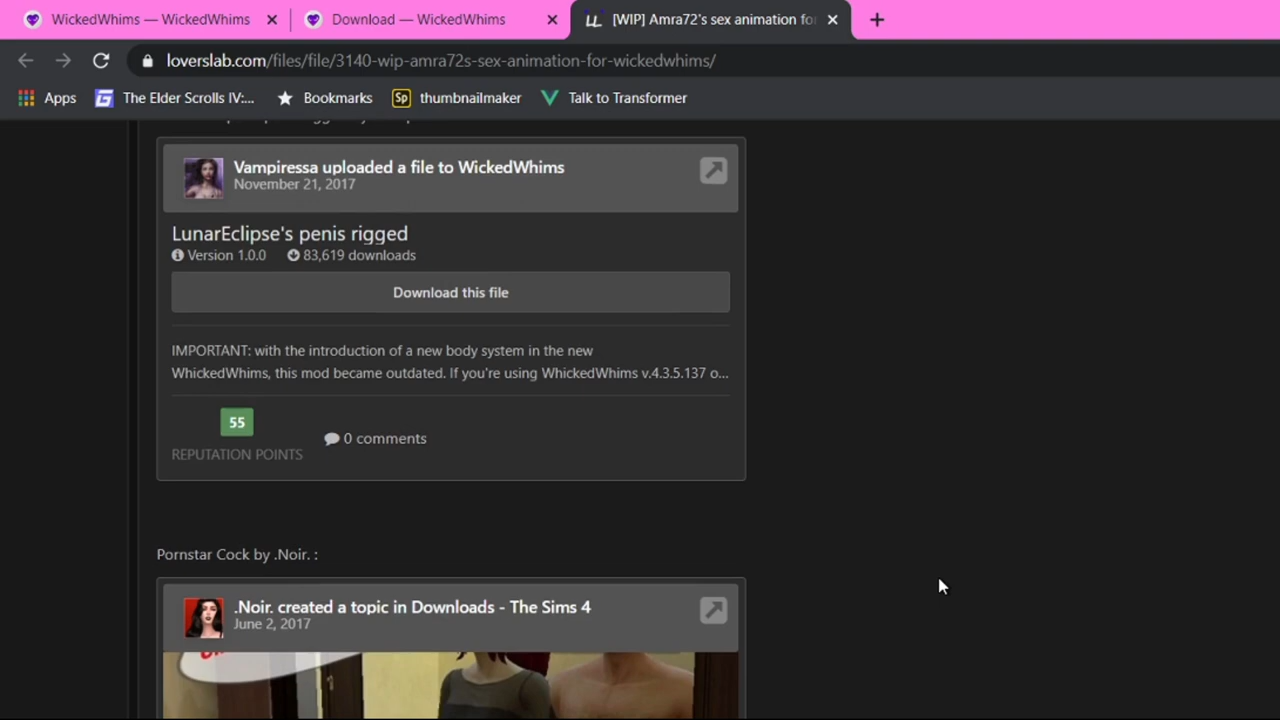 WickedWhims — WickedWhims
Download — WickedWhims
[WIP] Amra72's sex animation fo
loverslab.com/files/file/3140-wip-amra72s-sex-animation-for-wickedwhims/
Apps
The Elder Scrolls IV:...
Bookmarks
Sp thumbnailmaker
Talk to Transformer
Vampiressa uploaded a file to WickedWhims
November 21, 2017
LunarEclipse's penis rigged
Version 1.0.0 83,619 downloads
Download this file
IMPORTANT: with the introduction of a new body system in the new
WhickedWhims, this mod became outdated. If you're using WhickedWhims v.4.3.5.137 o...
55
0 comments
REPUTATION POINTS
Pornstar Cock by .Noir. :
.Noir. created a topic in Downloads - The Sims 4
June 2, 2017